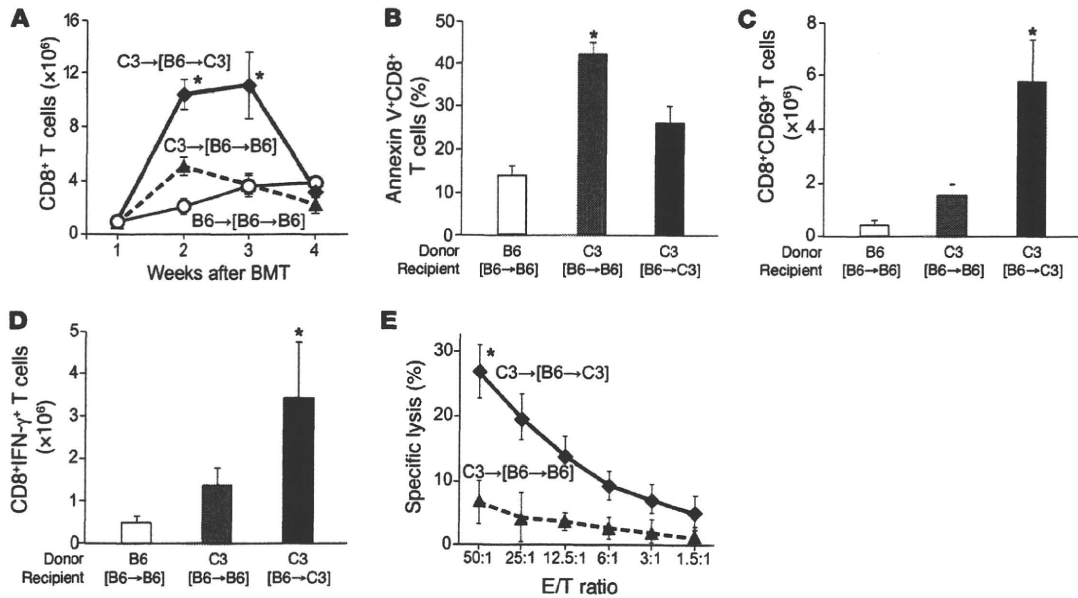 A
CD8⁺ T cells (×10⁶)
16
12
8
4
0
C3→[B6→C3]
*
*
C3→[B6→B6]
B6→[B6→B6]
1 2 3 4
Weeks after BMT
B
Annexin V⁺CD8⁺
T cells (%)
50
40
30
20
10
0
*
Donor B6 C3 C3
Recipient [B6→B6] [B6→B6] [B6→C3]
C
CD8⁺CD69⁺ T cells
(×10⁶)
8
6
4
2
0
*
Donor B6 C3 C3
Recipient [B6→B6] [B6→B6] [B6→C3]
D
CD8⁺IFN-γ⁺ T cells
(×10⁶)
5
4
3
2
1
0
*
Donor B6 C3 C3
Recipient [B6→B6] [B6→B6] [B6→C3]
E
Specific lysis (%)
30
20
10
0
*
C3→[B6→C3]
C3→[B6→B6]
50:1 25:1 12.5:1 6:1 3:1 1.5:1
E/T ratio